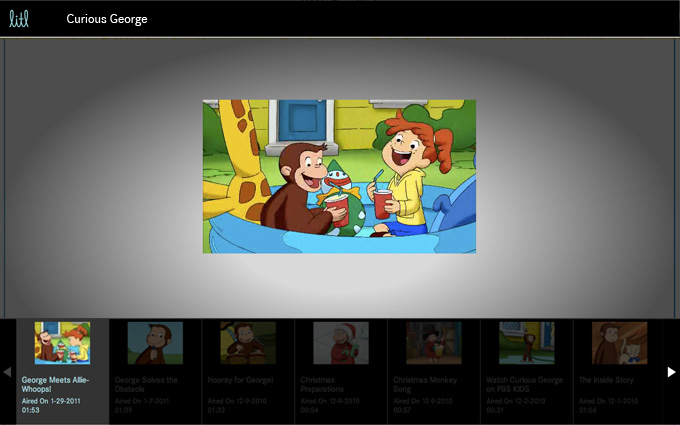 litl
Curious George
George Meets Allie-
Whoops!
Aired On 1-29-2011
01:53
George Solves the
Obstacle
Aired On 1-7-2011
01:39
Hooray for George!
Aired On 12-9-2010
01:33
Christmas
Preparations
Aired On 12-9-2010
00:54
Christmas Monkey
Song
Aired On 12-9-2010
00:57
Watch Curious George
on PBS KIDS
Aired On 12-2-2010
00:31
The Inside Story
Aired On 12-1-2010
01:06